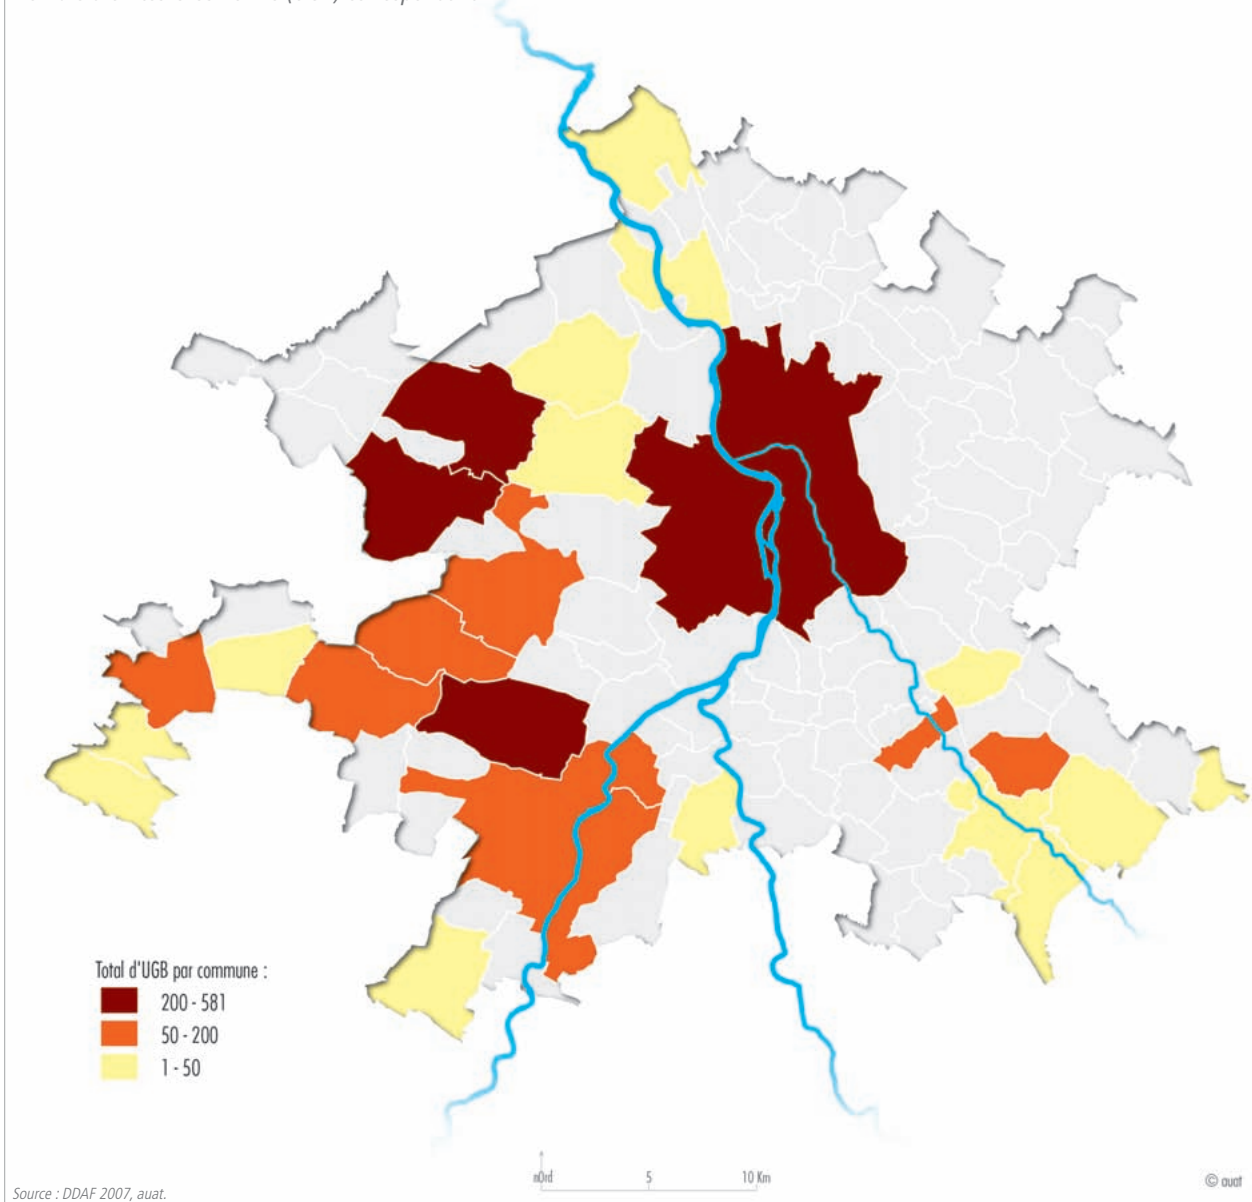 Total d'UGB par commune :
200 - 581
50 - 200
1 - 50
nOrd 5 10 Km
© auat
Source : DDAF 2007, auat.